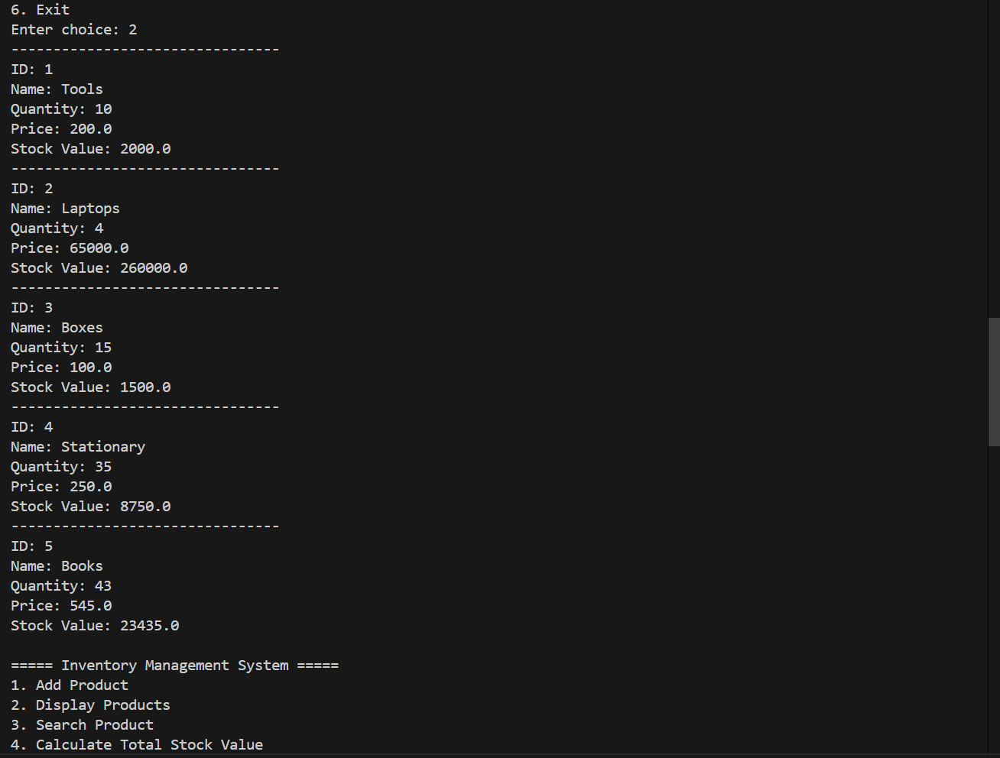 6. Exit
Enter choice: 2
--------------------------------
ID: 1
Name: Tools
Quantity: 10
Price: 200.0
Stock Value: 2000.0
--------------------------------
ID: 2
Name: Laptops
Quantity: 4
Price: 65000.0
Stock Value: 260000.0
--------------------------------
ID: 3
Name: Boxes
Quantity: 15
Price: 100.0
Stock Value: 1500.0
--------------------------------
ID: 4
Name: Stationary
Quantity: 35
Price: 250.0
Stock Value: 8750.0
--------------------------------
ID: 5
Name: Books
Quantity: 43
Price: 545.0
Stock Value: 23435.0
===== Inventory Management System =====
1. Add Product
2. Display Products
3. Search Product
4. Calculate Total Stock Value